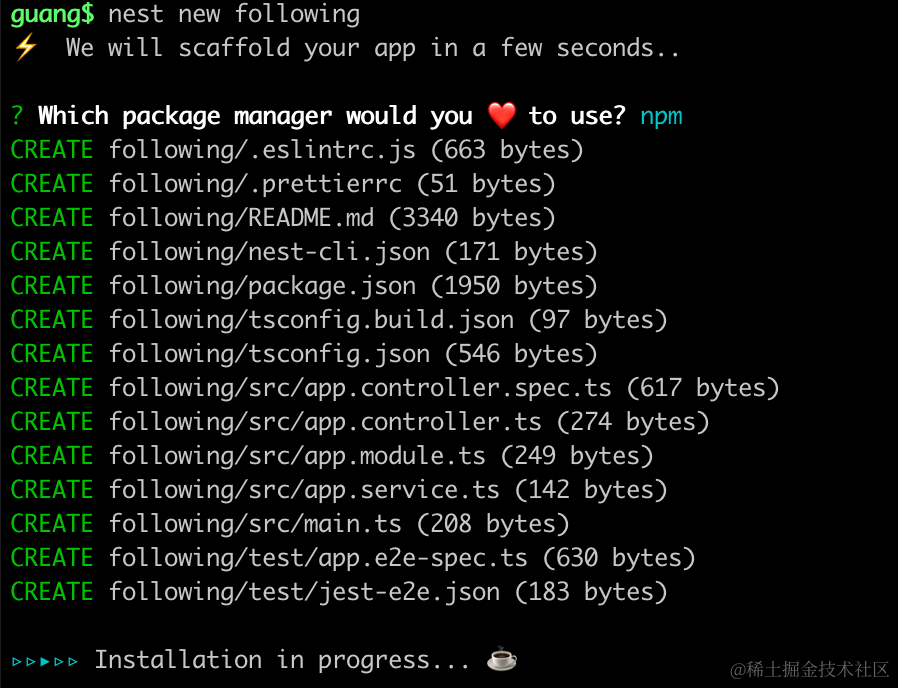 guang$ nest new following
⚡ We will scaffold your app in a few seconds..
? Which package manager would you ❤️ to use? npm
CREATE following/.eslintrc.js (663 bytes)
CREATE following/.prettierrc (51 bytes)
CREATE following/README.md (3340 bytes)
CREATE following/nest-cli.json (171 bytes)
CREATE following/package.json (1950 bytes)
CREATE following/tsconfig.build.json (97 bytes)
CREATE following/tsconfig.json (546 bytes)
CREATE following/src/app.controller.spec.ts (617 bytes)
CREATE following/src/app.controller.ts (274 bytes)
CREATE following/src/app.module.ts (249 bytes)
CREATE following/src/app.service.ts (142 bytes)
CREATE following/src/main.ts (208 bytes)
CREATE following/test/app.e2e-spec.ts (630 bytes)
CREATE following/test/jest-e2e.json (183 bytes)
▹▹▸▹▹ Installation in progress... ☕
@稀土掘金技术社区